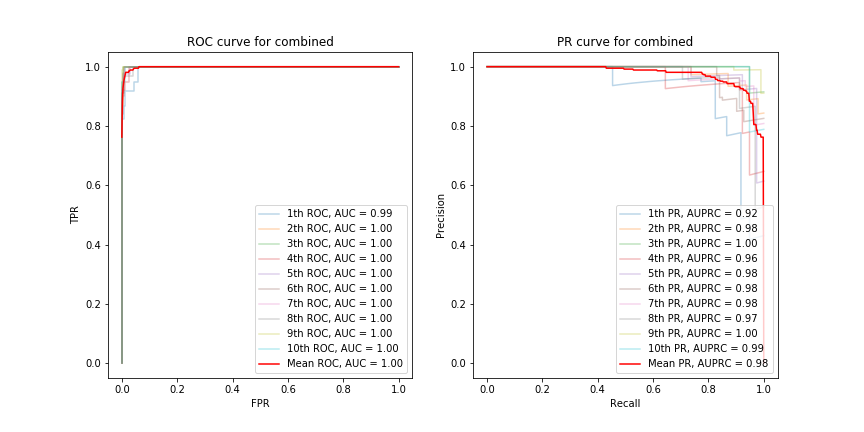 ROC curve for combined
1.0
0.8
0.6
0.4
0.2
0.0
TPR
0.0 0.2 0.4 0.6 0.8 1.0
FPR
1th ROC, AUC = 0.99
2th ROC, AUC = 1.00
3th ROC, AUC = 1.00
4th ROC, AUC = 1.00
5th ROC, AUC = 1.00
6th ROC, AUC = 1.00
7th ROC, AUC = 1.00
8th ROC, AUC = 1.00
9th ROC, AUC = 1.00
10th ROC, AUC = 1.00
Mean ROC, AUC = 1.00
PR curve for combined
1.0
0.8
0.6
0.4
0.2
0.0
Precision
0.0 0.2 0.4 0.6 0.8 1.0
Recall
1th PR, AUPRC = 0.92
2th PR, AUPRC = 0.98
3th PR, AUPRC = 1.00
4th PR, AUPRC = 0.96
5th PR, AUPRC = 0.98
6th PR, AUPRC = 0.98
7th PR, AUPRC = 0.98
8th PR, AUPRC = 0.97
9th PR, AUPRC = 1.00
10th PR, AUPRC = 0.99
Mean PR, AUPRC = 0.98